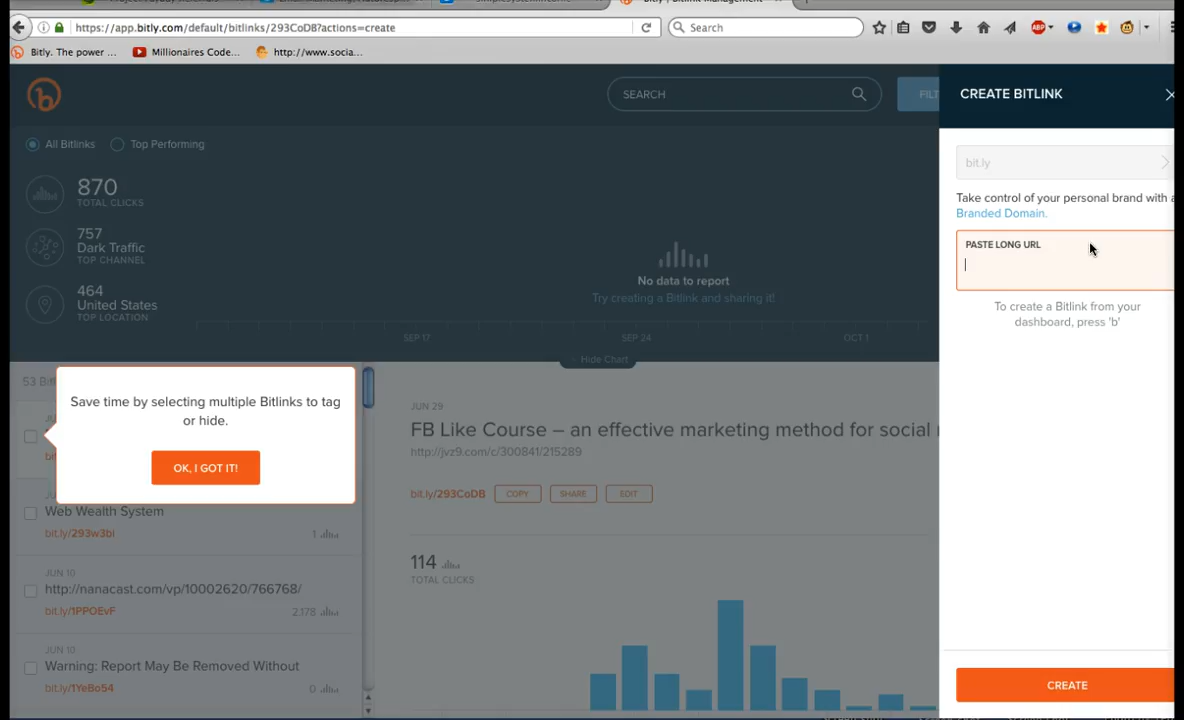 https://app.bitly.com/default/bitlinks/293CoDB?actions=create
Search
ABP
Bitly. The power ...
Millionaires Code...
http://www.socia...
SEARCH
FILT
CREATE BITLINK
All Bitlinks
Top Performing
bit.ly
870
TOTAL CLICKS
Take control of your personal brand with a
Branded Domain.
757
Dark Traffic
TOP CHANNEL
PASTE LONG URL
No data to report
Try creating a Bitlink and sharing it!
464
United States
TOP LOCATION
To create a Bitlink from your
dashboard, press 'b'
SEP 17
SEP 24
OCT 1
Hide Chart
53 Bit
Save time by selecting multiple Bitlinks to tag
or hide.
OK, I GOT IT!
JUN 29
FB Like Course – an effective marketing method for social
http://jvz9.com/c/300841/215289
bit.ly/293CoDB
COPY
SHARE
EDIT
Web Wealth System
bit.ly/293w3bi
1
114
TOTAL CLICKS
JUN 10
http://nanacast.com/vp/10002620/766768/
bit.ly/1PPOEvF
2,178
JUN 10
Warning: Report May Be Removed Without
bit.ly/1YeBo54
0
CREATE